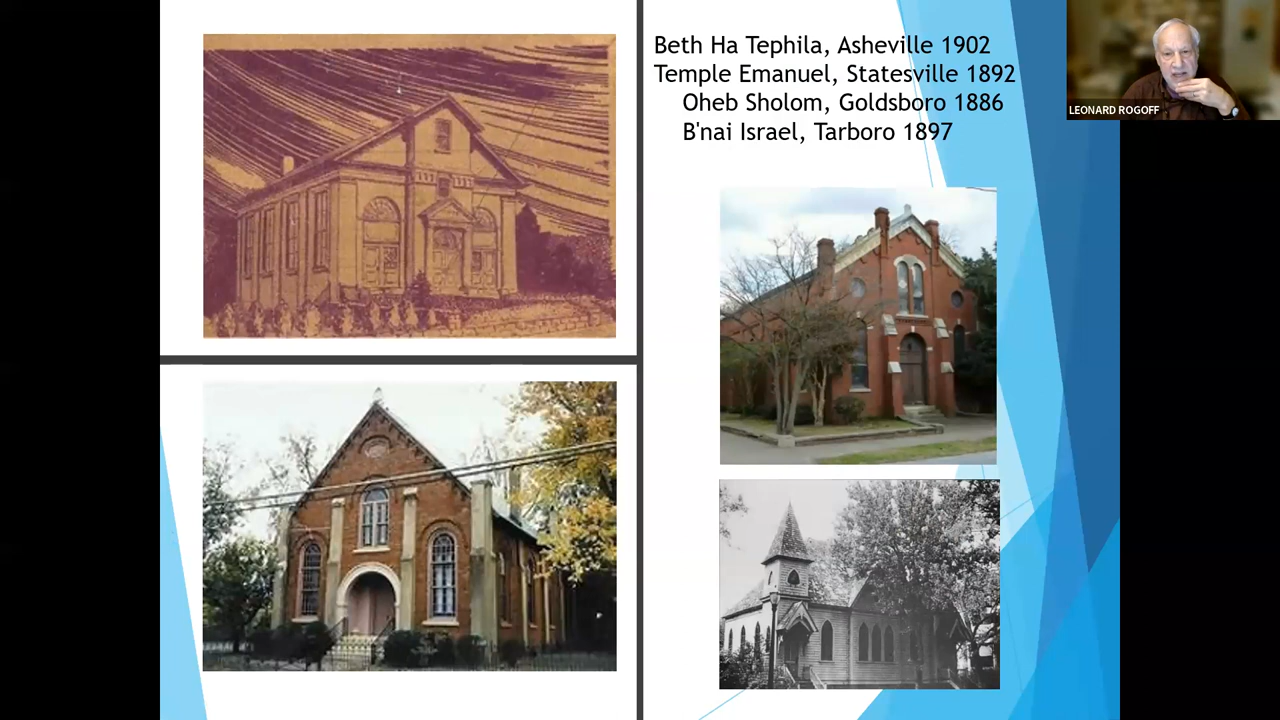 Beth Ha Tephila, Asheville 1902
Temple Emanuel, Statesville 1892
Oheb Sholom, Goldsboro 1886
B'nai Israel, Tarboro 1897
LEONARD ROGOFF